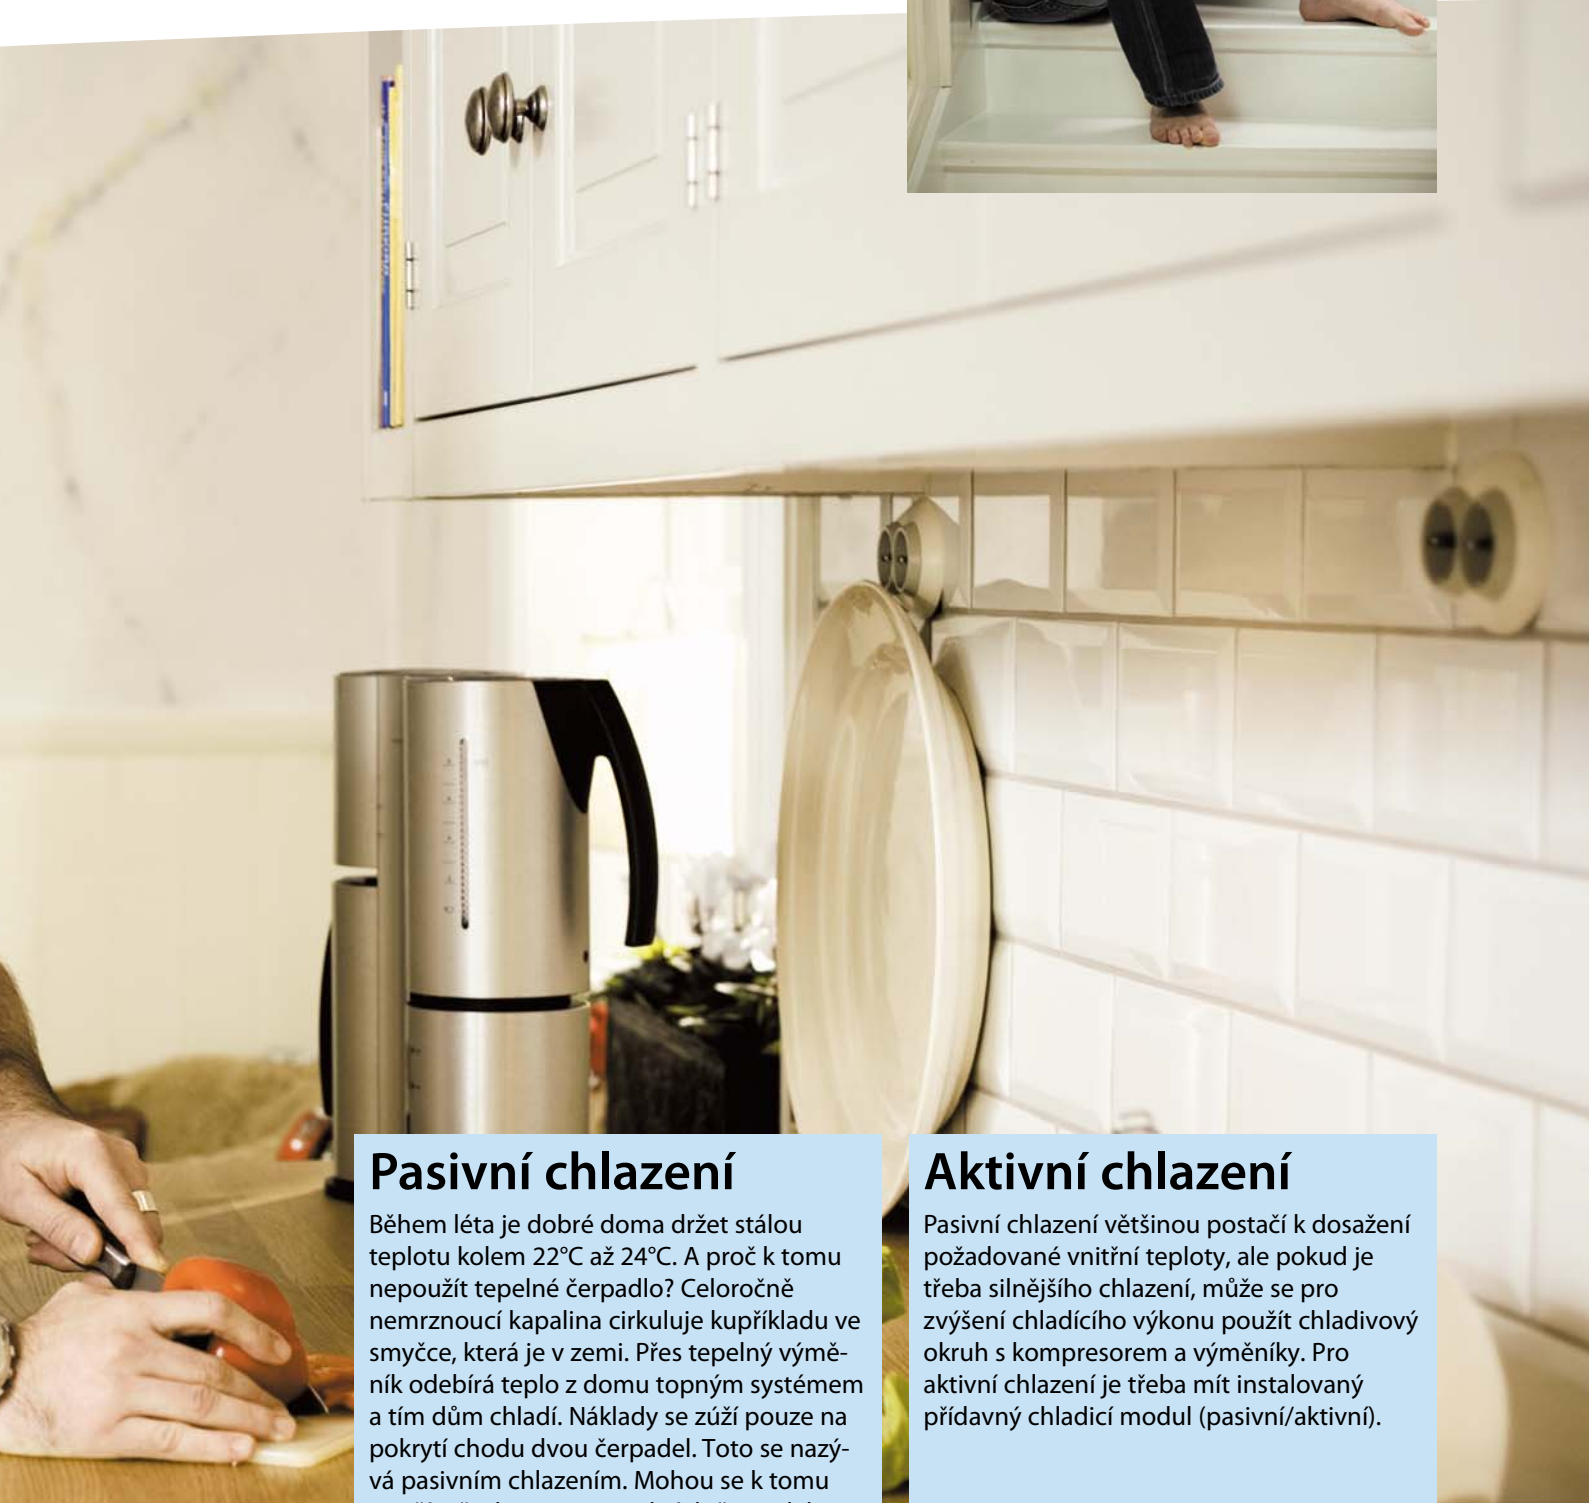 Pasivní chlazení
Během léta je dobré doma držet stálou
teplotu kolem 22°C až 24°C. A proč k tomu
nepoužít tepelné čerpadlo? Celoročně
nemrznoucí kapalina cirkuluje kupříkladu ve
smyčce, která je v zemi. Přes tepelný výmě-
ník odebírá teplo z domu topným systémem
a tím dům chladí. Náklady se zúží pouze na
pokrytí chodu dvou čerpadel. Toto se nazý-
vá pasivním chlazením. Mohou se k tomu
Aktivní chlazení
Pasivní chlazení většinou postačí k dosažení
požadované vnitřní teploty, ale pokud je
třeba silnějšího chlazení, může se pro
zvýšení chladícího výkonu použít chladivový
okruh s kompresorem a výměníky. Pro
aktivní chlazení je třeba mít instalovaný
přídavný chladicí modul (pasivní/aktivní).